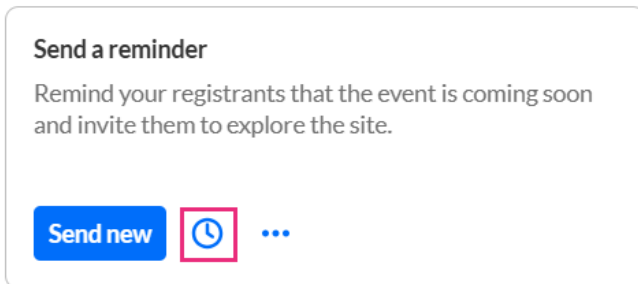 Send a reminder
Remind your registrants that the event is coming soon
and invite them to explore the site.
Send new